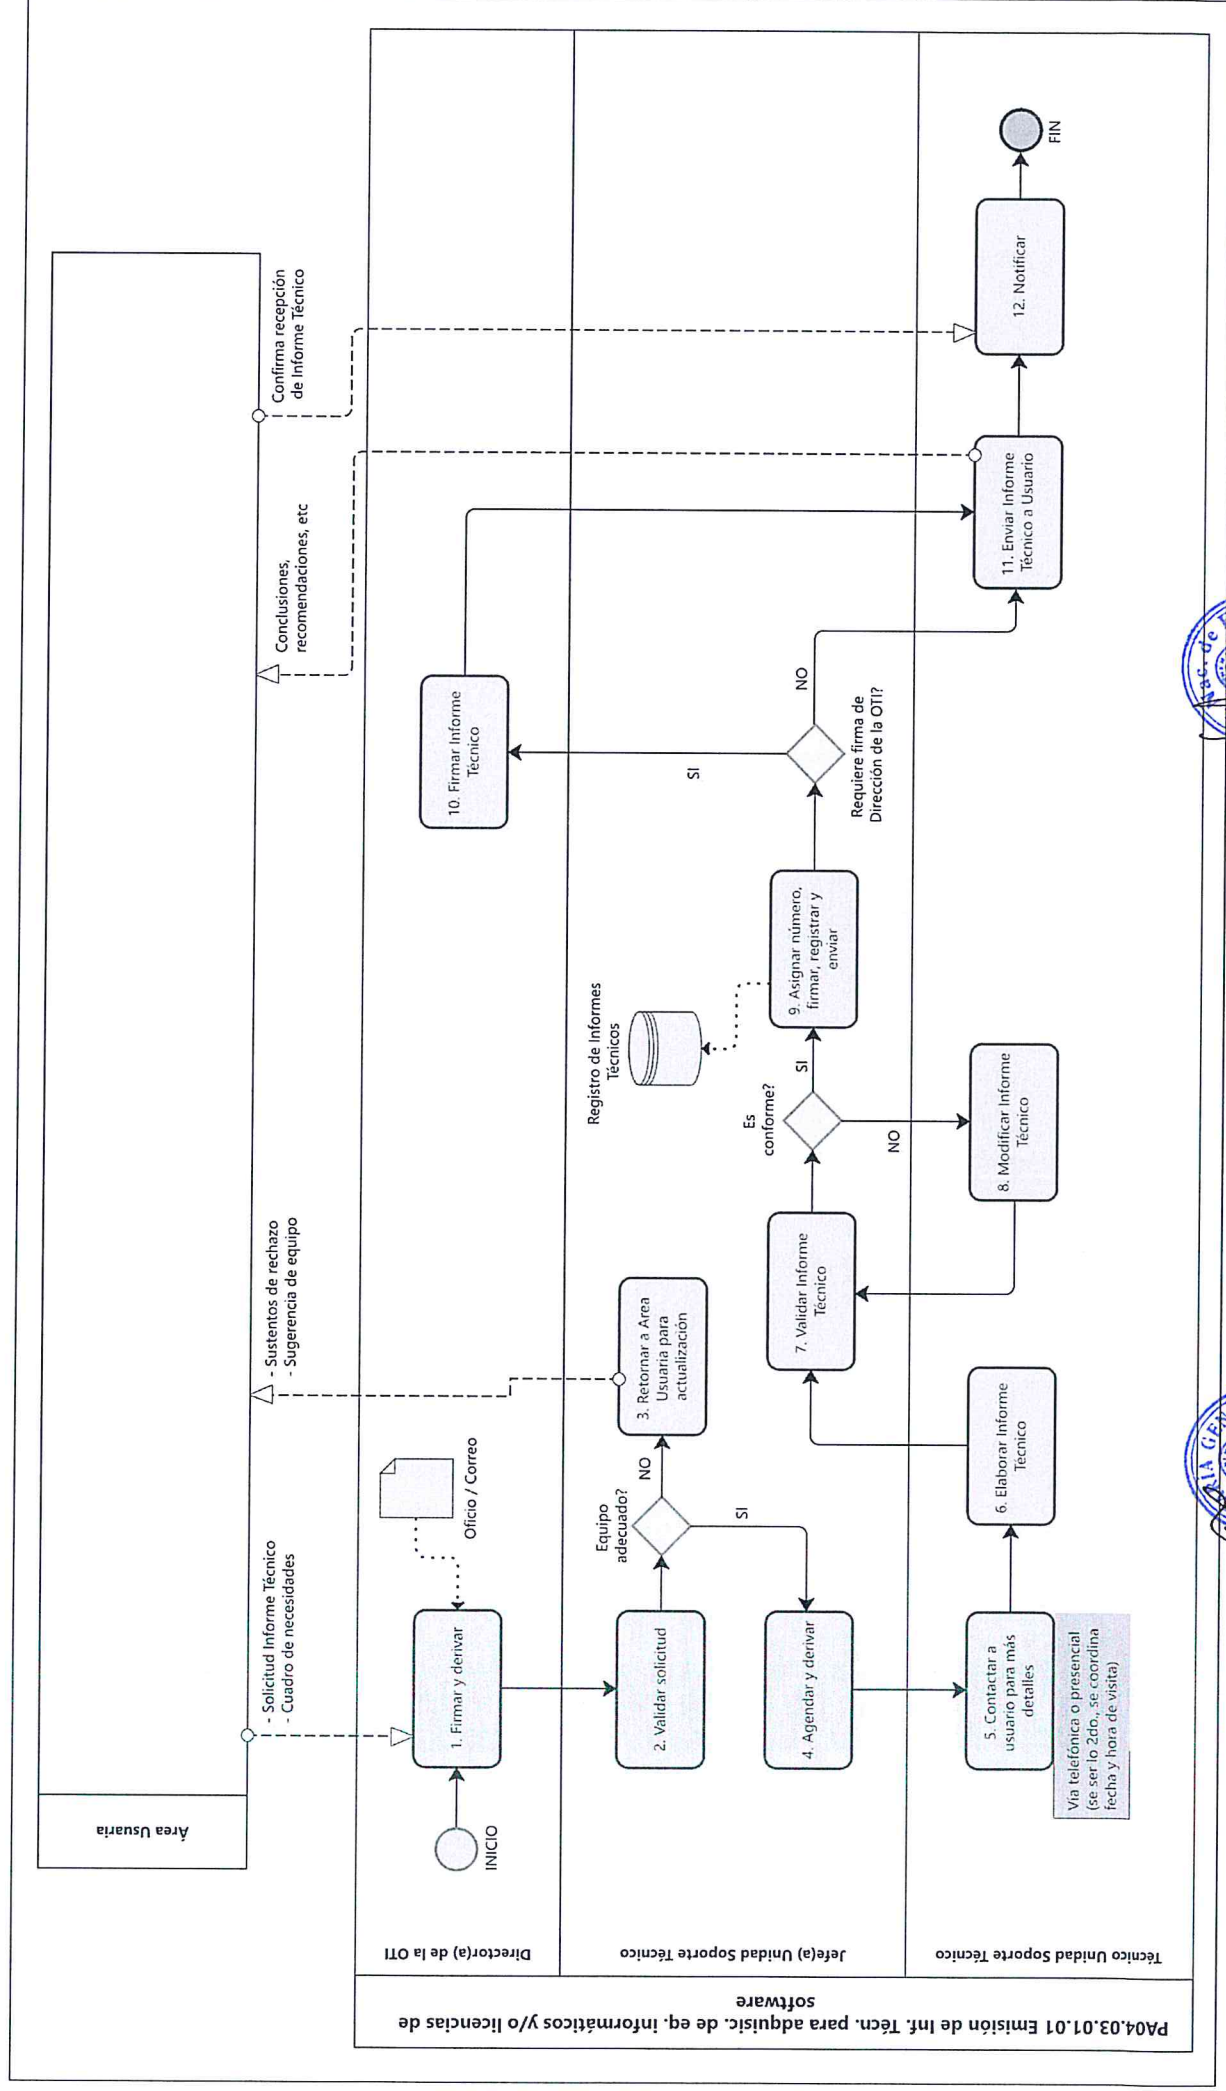 Área Usuaria
- Solicitud Informe Técnico
- Cuadro de necesidades
- Sustentos de rechazo
- Sugerencia de equipo
Conclusiones,
recomendaciones, etc
Confirma recepción
de Informe Técnico
PA04.03.01.01 Emisión de Inf. Técn. para adquisic. de eq. informáticos y/o licencias de
software
Director(a) de la OTI
INICIO
1. Firmar y derivar
Oficio / Correo
10. Firmar Informe
Técnico
Jefe(a) Unidad Soporte Técnico
2. Validar solicitud
Equipo
adecuado?
NO
SI
3. Retornar a Area
Usuaria para
actualización
4. Agendar y derivar
7. Validar Informe
Técnico
Es
conforme?
SI
NO
Registro de Informes
Técnicos
9. Asignar número,
firmar, registrar y
enviar
Requiere firma de
Dirección de la OTI?
SI
NO
Técnico Unidad Soporte Técnico
5. Contactar a
usuario para más
detalles
Vía telefónica o presencial
(se ser lo 2do., se coordina
fecha y hora de visita)
6. Elaborar Informe
Técnico
8. Modificar Informe
Técnico
11. Enviar Informe
Técnico a Usuario
12. Notificar
FIN
Nac. de